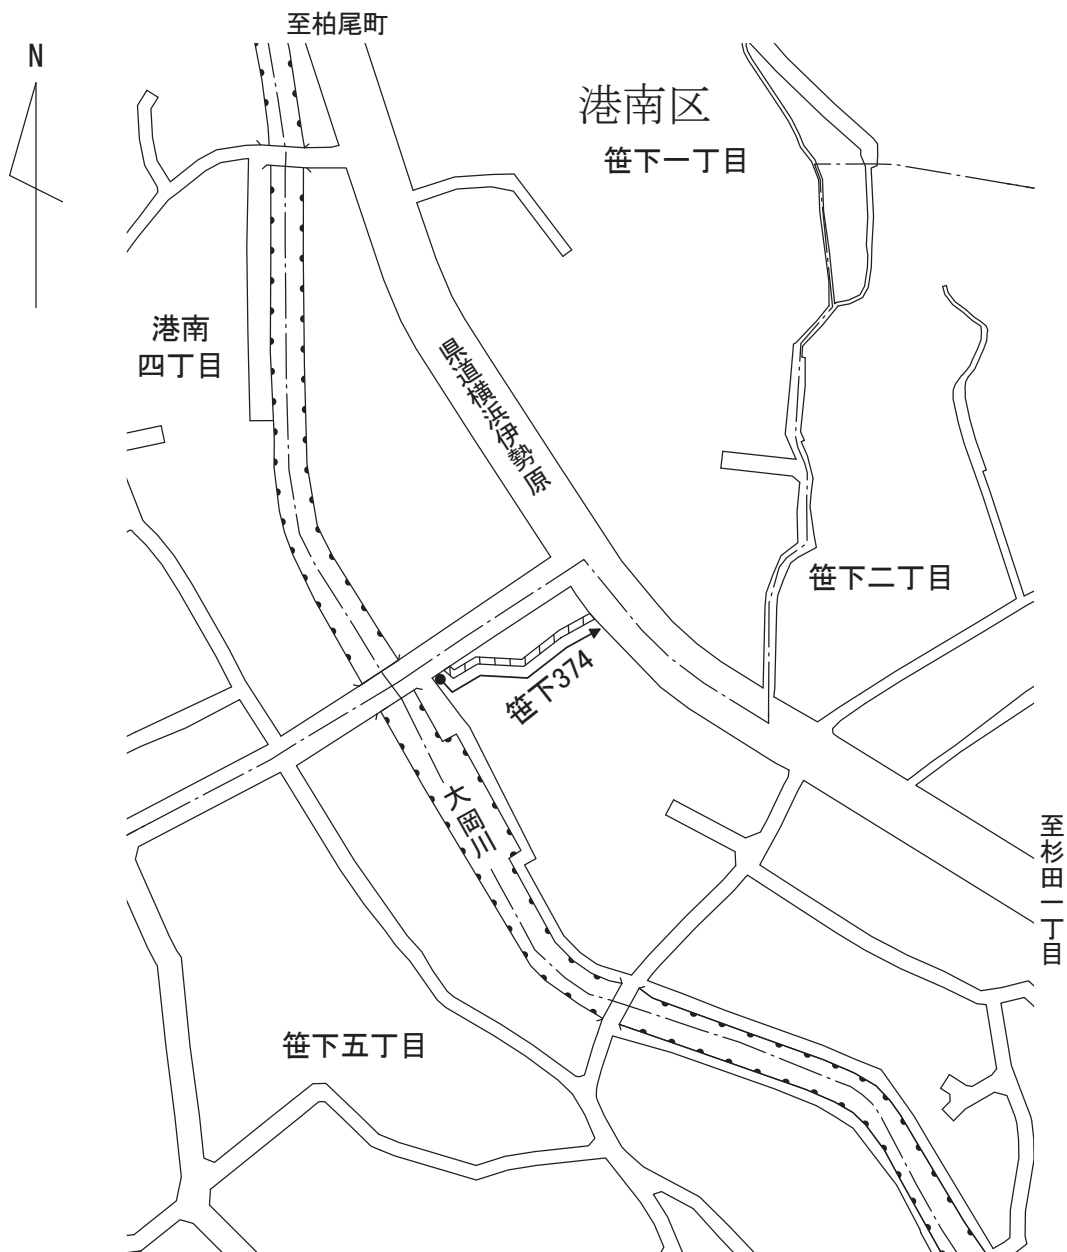 至柏尾町
N
港南区
笹下一丁目
港南
四丁目
県道横浜伊勢原
笹下二丁目
笹下374
大岡川
至杉田一丁目
笹下五丁目